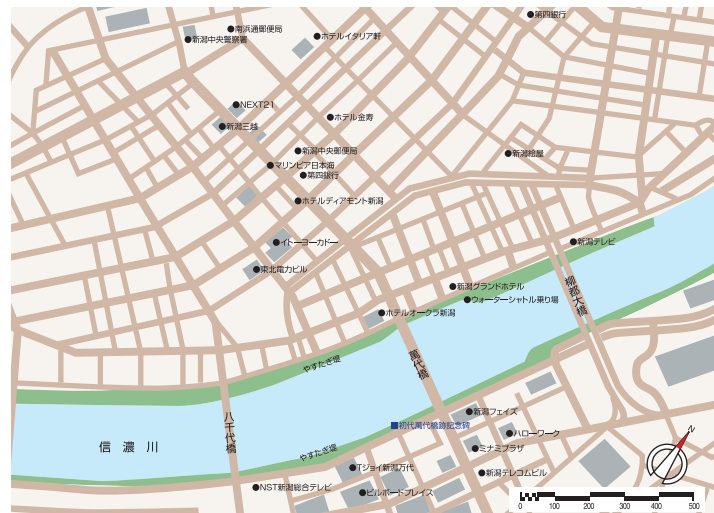 第四銀行
南浜通郵便局
新潟中央警察署
ホテルイタリア軒
NEXT21
新潟三越
ホテル金寿
新潟中央郵便局
マリンピア日本海
第四銀行
新潟絵屋
ホテルディアモント新潟
イトーヨーカドー
新潟テレビ
東北電力ビル
新潟グランドホテル
ウォーターシャトル乗り場
柳都大橋
ホテルオークラ新潟
萬代橋
やすたぎ堤
八千代橋
新潟フェイズ
初代萬代橋跡記念碑
ハローワーク
信濃川
やすたぎ堤
ミナミプラザ
Tジョイ新潟万代
新潟テレコムビル
NST新潟総合テレビ
ビルボードプレイス
N
0 100 200 300 400 500